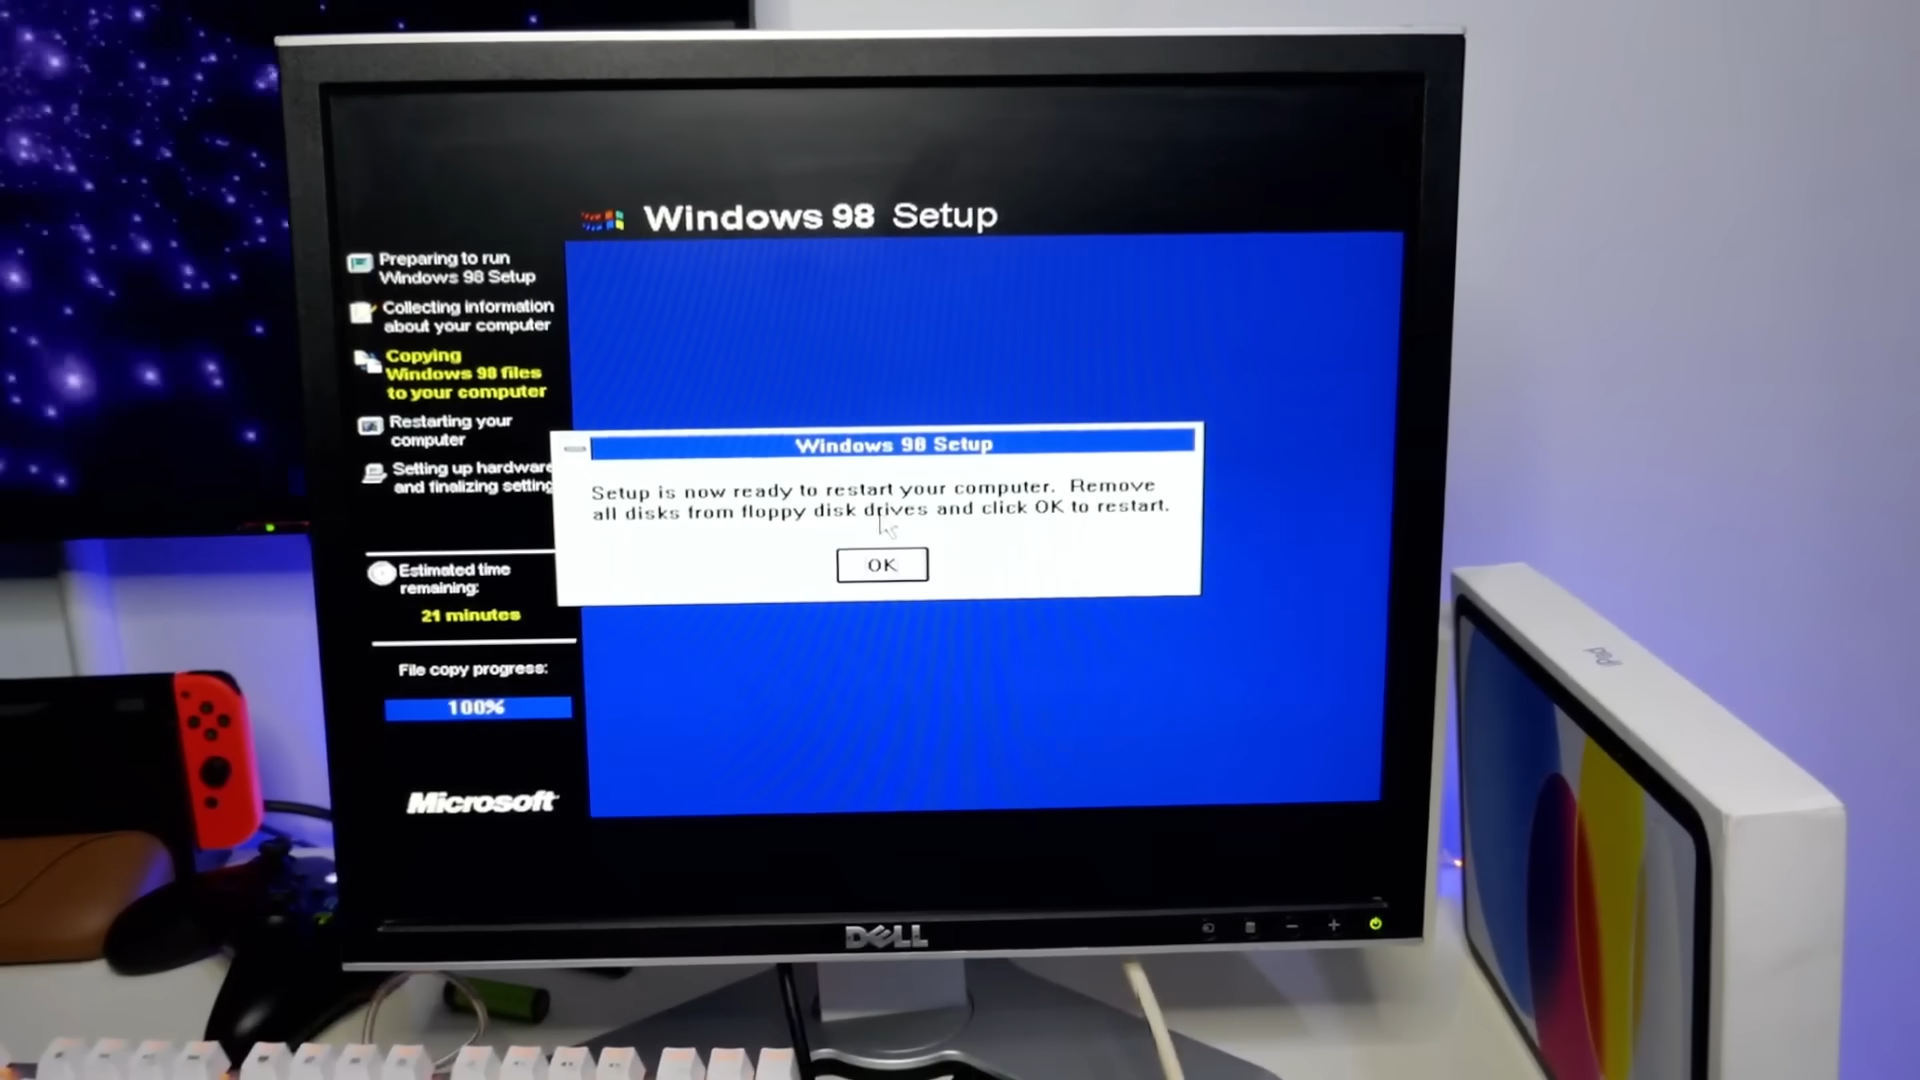 Windows 98 Setup
Preparing to run
Windows 98 Setup
Collecting information
about your computer
Copying
Windows 98 files
to your computer
Restarting your
computer
Setting up hardware
and finalizing setting
Estimated time
remaining:
21 minutes
File copy progress:
100%
Microsoft
Windows 98 Setup
Setup is now ready to restart your computer. Remove
all disks from floppy disk drives and click OK to restart.
OK
DELL
iPad